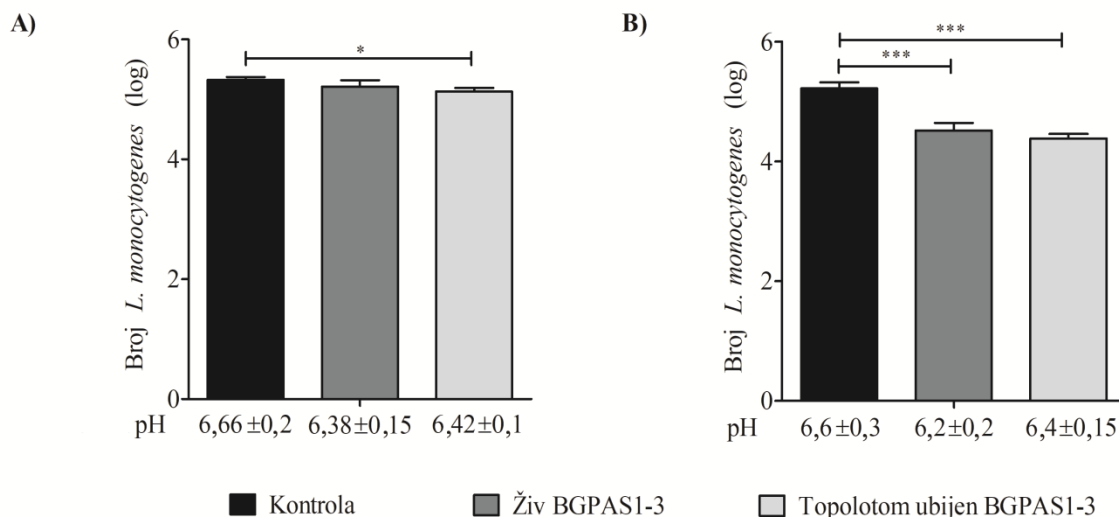 A)
*
6
4
2
0
Broj L. monocytogenes (log)
pH 6,66±0,2 6,38±0,15 6,42±0,1
B)
***
***
6
4
2
0
Broj L. monocytogenes (log)
pH 6,6±0,3 6,2±0,2 6,4±0,15
Kontrola Živ BGPAS1-3 Topolotom ubijen BGPAS1-3